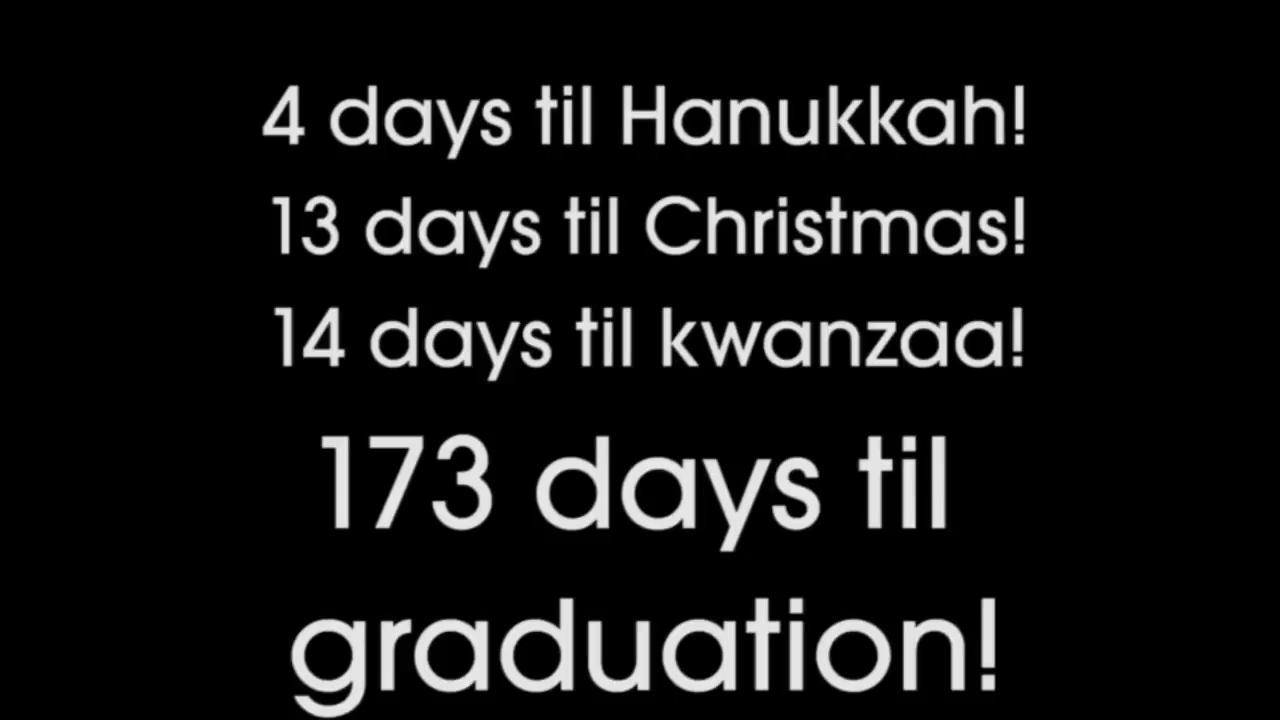 4 days til Hanukkah!
13 days til Christmas!
14 days til kwanzaa!
173 days til
graduation!